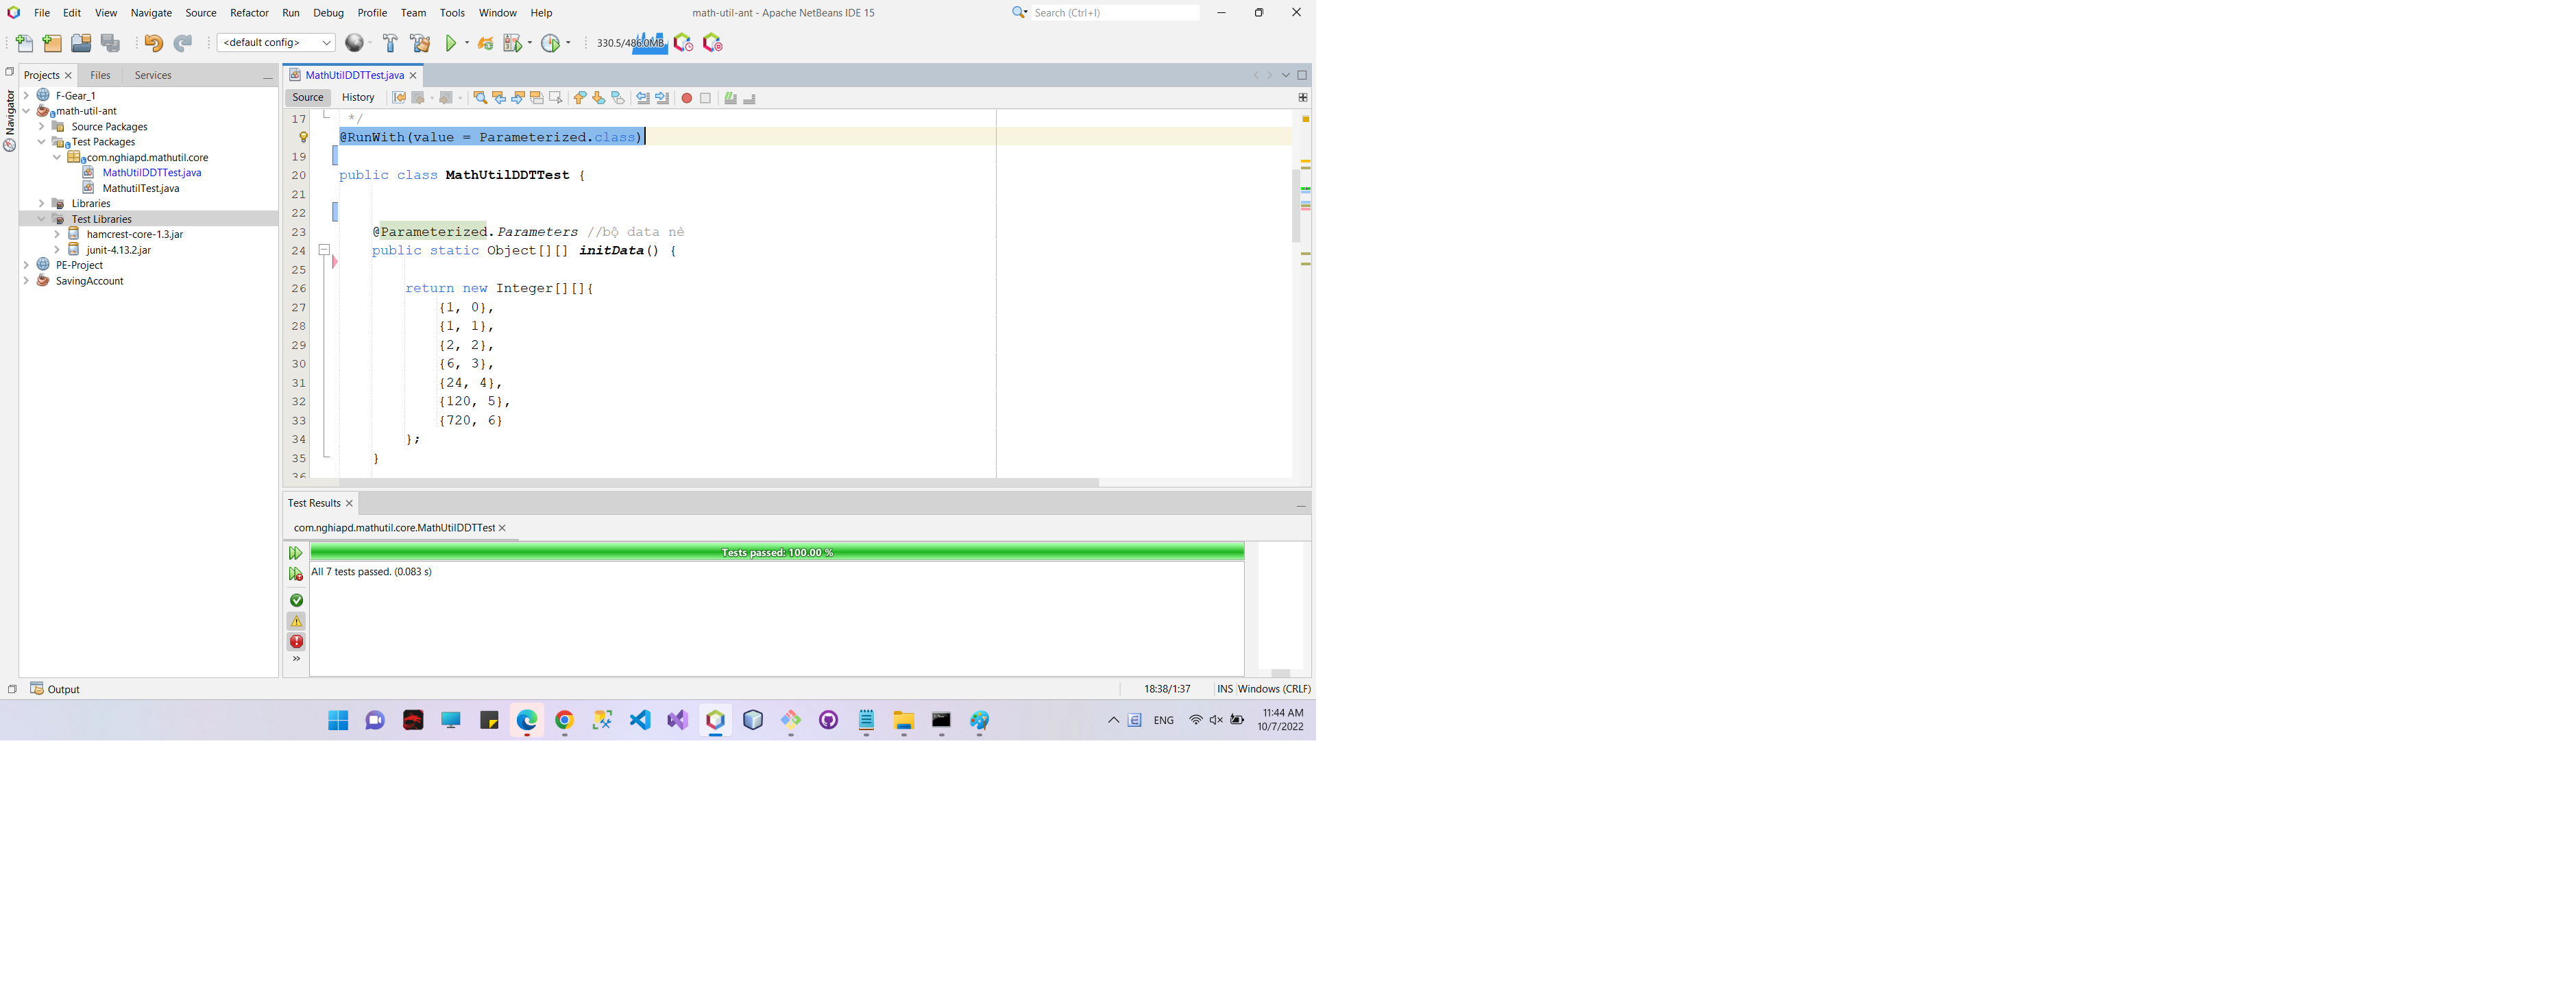 File Edit View Navigate Source Refactor Run Debug Profile Team Tools Window Help math-util-ant - Apache NetBeans IDE 15 Search (Ctrl+I)
<default config> 330.5/486.0MB
Projects Files Services MathUtilDDTTest.java
Navigator
F-Gear_1
math-util-ant
Source Packages
Test Packages
com.nghiapd.mathutil.core
MathUtilDDTTest.java
MathutilTest.java
Libraries
Test Libraries
hamcrest-core-1.3.jar
junit-4.13.2.jar
PE-Project
SavingAccount
Source History
17 */
@RunWith(value = Parameterized.class)
19
20 public class MathUtilDDTTest {
21
22
23 @Parameterized.Parameters //bộ data nè
24 public static Object[][] initData() {
25
26 return new Integer[][]{
27 {1, 0},
28 {1, 1},
29 {2, 2},
30 {6, 3},
31 {24, 4},
32 {120, 5},
33 {720, 6}
34 };
35 }
36
Test Results
com.nghiapd.mathutil.core.MathUtilDDTTest
Tests passed: 100.00 %
All 7 tests passed. (0.083 s)
Output 18:38/1:37 INS Windows (CRLF)
ENG 11:44 AM
10/7/2022